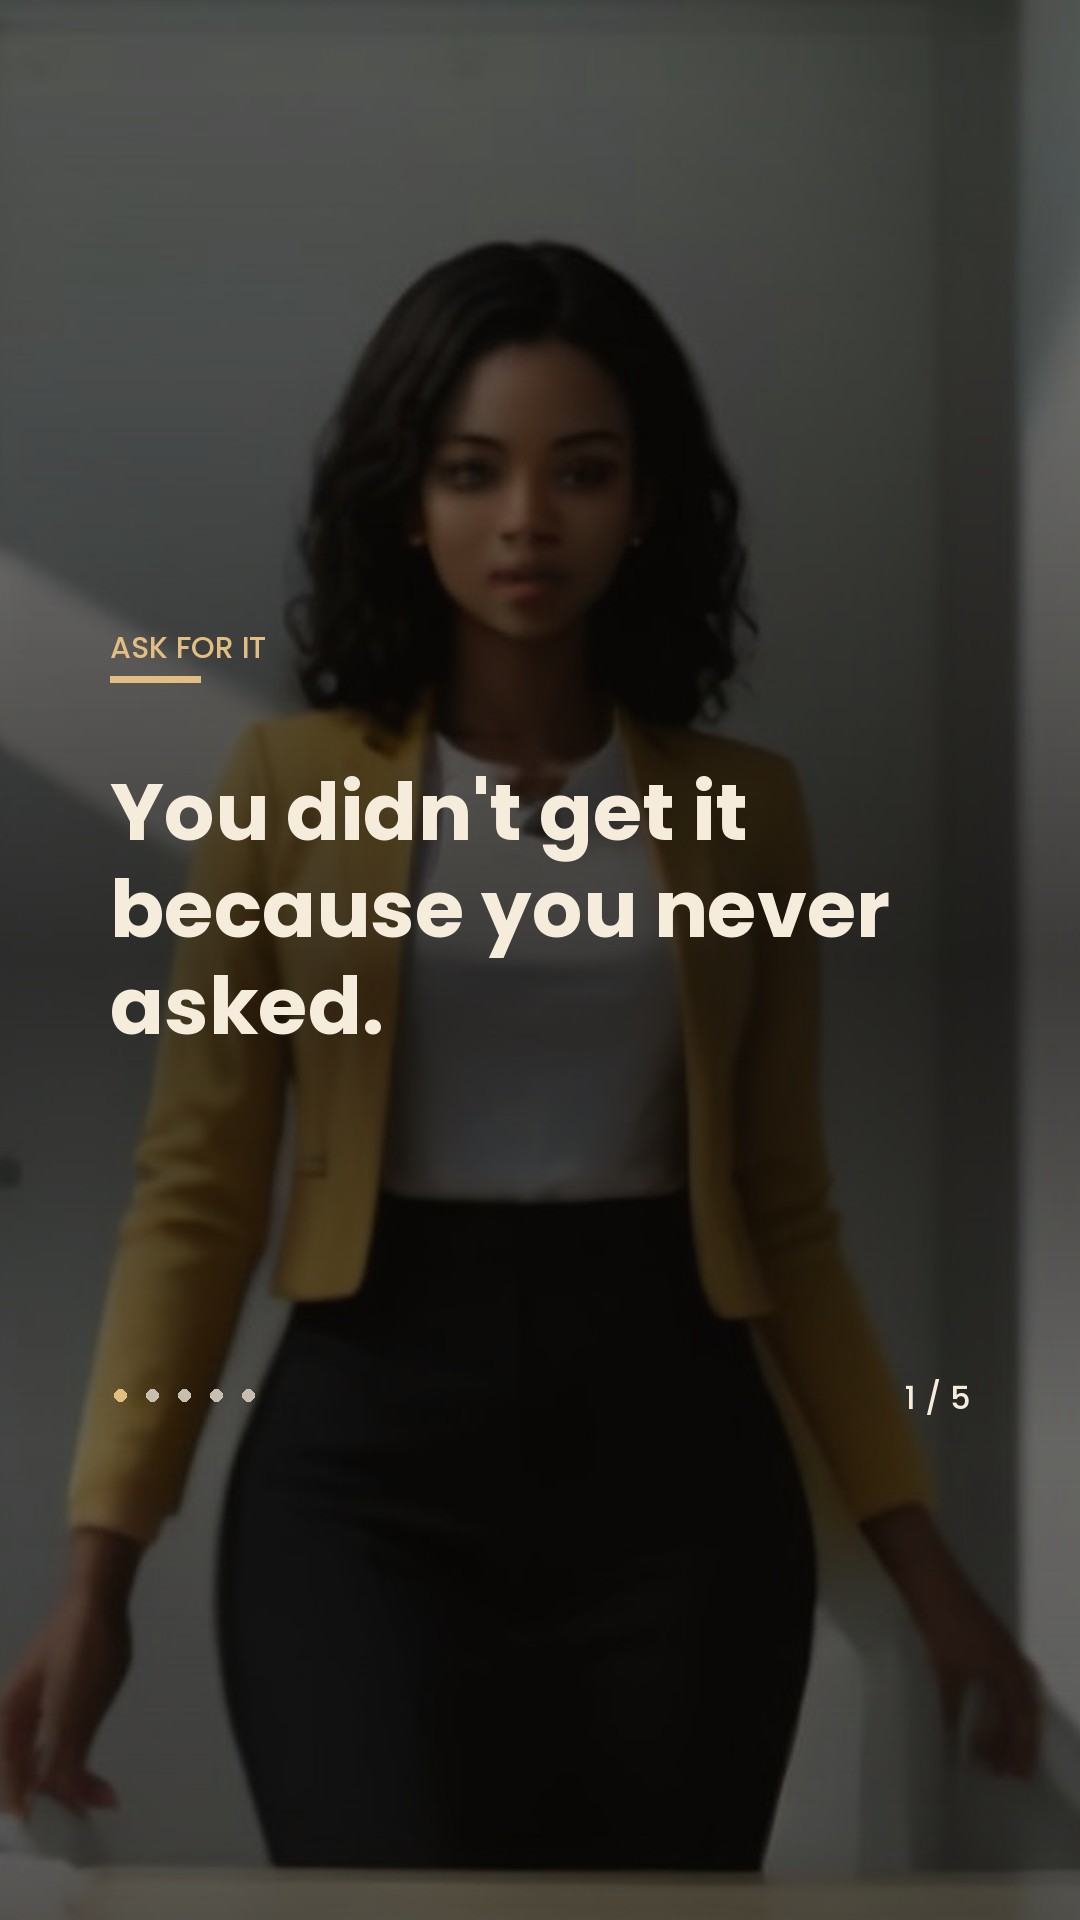 ASK FOR IT
You didn't get it
because you never
asked.
1 / 5